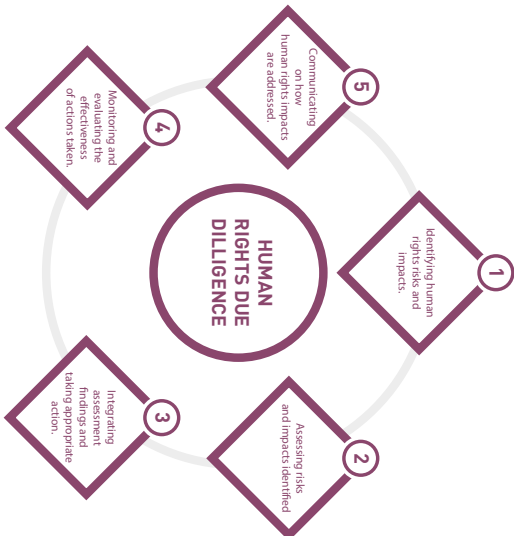 HUMAN
RIGHTS DUE
DILLIGENCE
1
Identifying human
rights risks and
impacts.
2
Assessing risks
and impacts identified
3
Integrating
assessment
findings and
taking appropriate
action.
4
Monitoring and
evaluating the
effectiveness
of actions taken.
5
Communicating
on how
human rights impacts
are addressed.